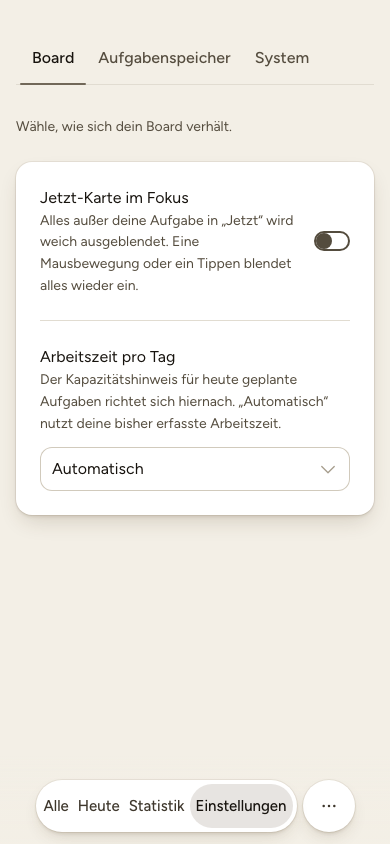 Board Aufgabenspeicher System
Wähle, wie sich dein Board verhält.
Jetzt-Karte im Fokus
Alles außer deine Aufgabe in „Jetzt“ wird
weich ausgeblendet. Eine
Mausbewegung oder ein Tippen blendet
alles wieder ein.
Arbeitszeit pro Tag
Der Kapazitätshinweis für heute geplante
Aufgaben richtet sich hiernach. „Automatisch“
nutzt deine bisher erfasste Arbeitszeit.
Automatisch
Alle Heute Statistik Einstellungen ...